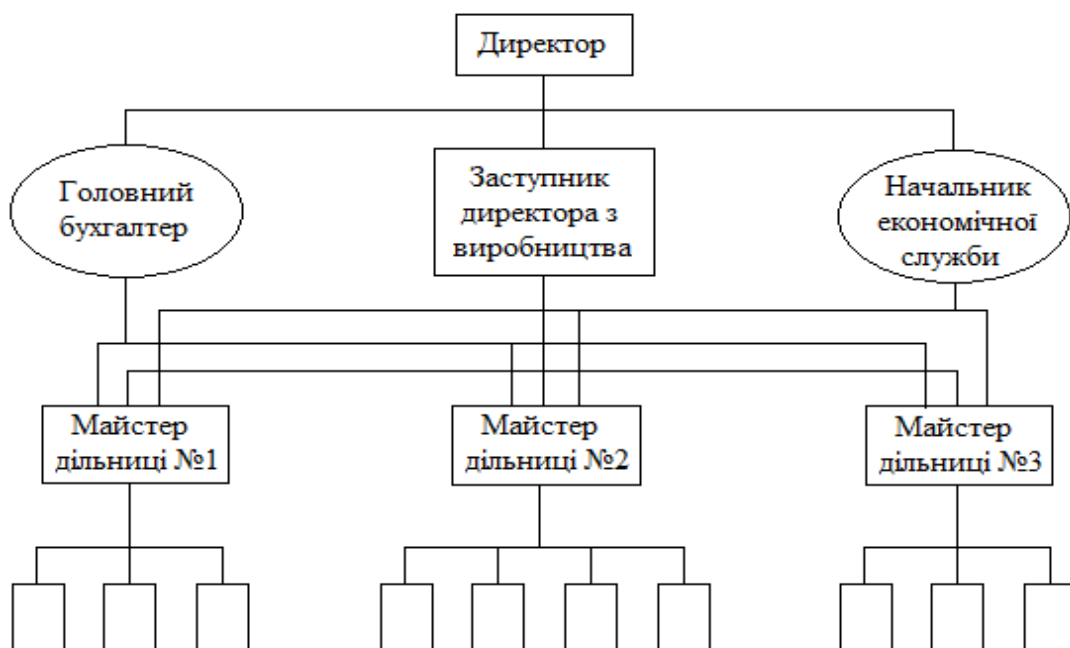 Директор
Головний
бухгалтер
Заступник
директора з
виробництва
Начальник
економічної
служби
Майстер
дільниці №1
Майстер
дільниці №2
Майстер
дільниці №3